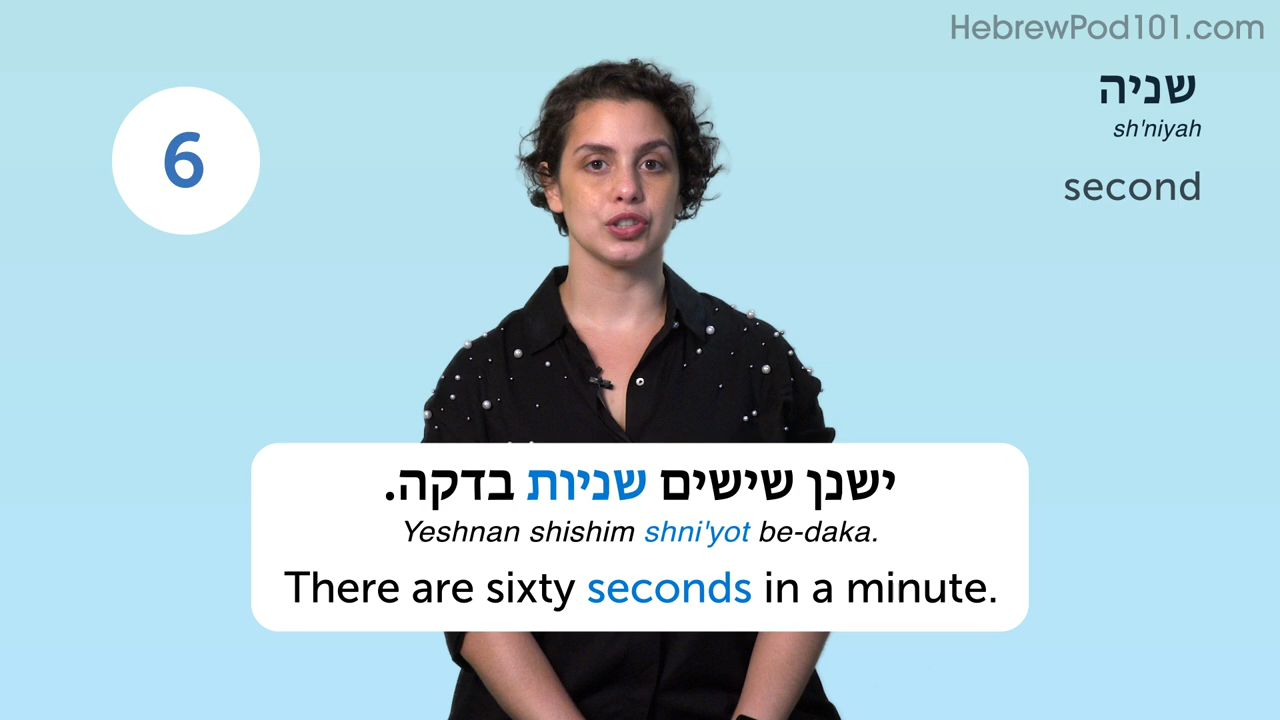 HebrewPod101.com
6
שניה
sh'niyah
second
ישנן שישים שניות בדקה.
Yeshnan shishim shni'yot be-daka.
There are sixty seconds in a minute.